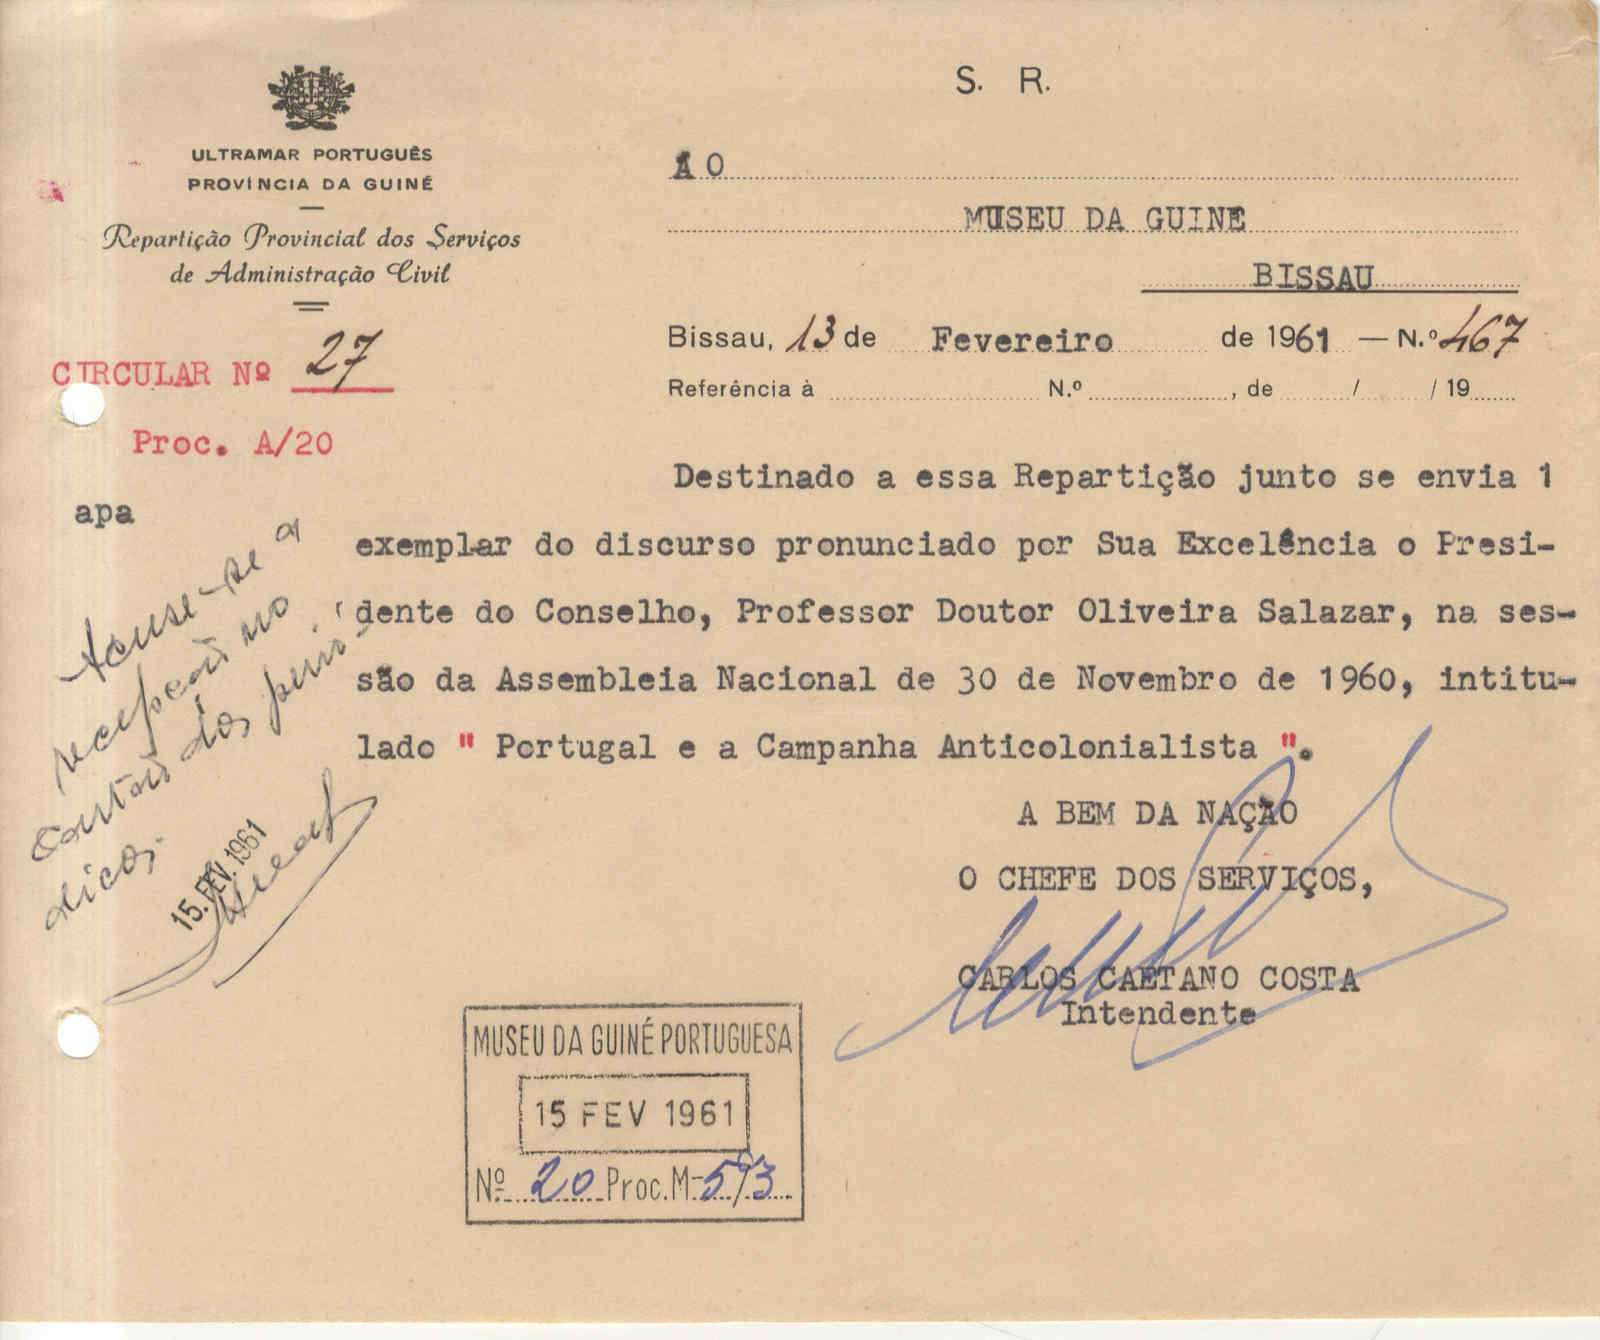 S. R.
ULTRAMAR PORTUGUÊS
PROVÍNCIA DA GUINÉ
Repartição Provincial dos Serviços
de Administração Civil
CIRCULAR Nº 27
Proc. A/20
apa
AO
MUSEU DA GUINE
BISSAU
Bissau, 13 de Fevereiro de 1961 — N.º 467
Referência à N.º , de / / 19
Destinado a essa Repartição junto se envia 1
exemplar do discurso pronunciado por Sua Excelência o Presi-
dente do Conselho, Professor Doutor Oliveira Salazar, na ses-
são da Assembleia Nacional de 30 de Novembro de 1960, intitu-
lado " Portugal e a Campanha Anticolonialista ".
A BEM DA NAÇÃO
O CHEFE DOS SERVIÇOS,
CARLOS CAETANO COSTA
Intendente
Acuse-se a
recepção no
cartão dos perió-
dicos.
15. FEV. 1961
MUSEU DA GUINÉ PORTUGUESA
15 FEV 1961
Nº 20 Proc. M-5/3